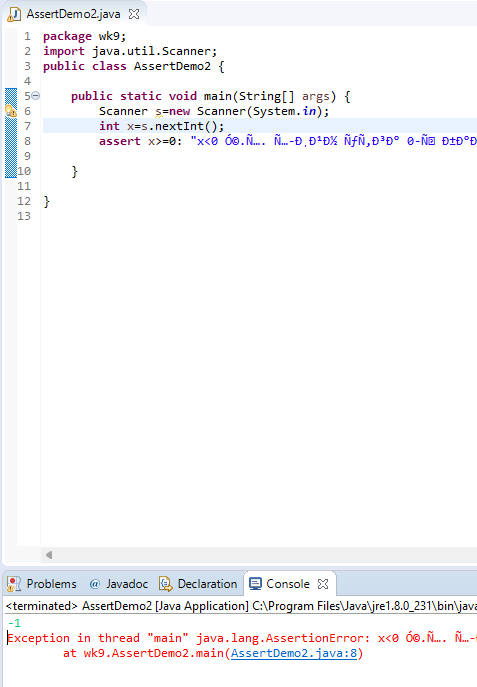 AssertDemo2.java
1 package wk9;
2 import java.util.Scanner;
3 public class AssertDemo2 {
4
5 public static void main(String[] args) {
6 Scanner s=new Scanner(System.in);
7 int x=s.nextInt();
8 assert x>=0: "x<0 Ó©.Ñ…. Ñ…-Ð¸Ð¹Ð½ ÑƒÑ‚Ð³Ð° 0-Ñ Ð±Ð°Ð
9
10 }
11
12 }
13
Problems @ Javadoc Declaration Console
<terminated> AssertDemo2 [Java Application] C:\Program Files\Java\jre1.8.0_231\bin\java
-1
Exception in thread "main" java.lang.AssertionError: x<0 Ó©.Ñ…. Ñ…-
at wk9.AssertDemo2.main(AssertDemo2.java:8)